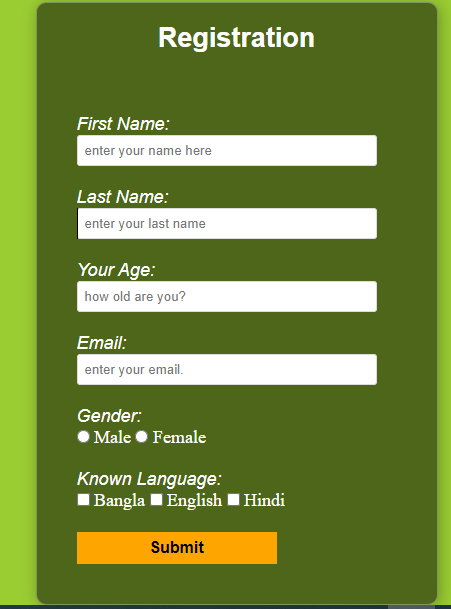 Registration
First Name:
enter your name here
Last Name:
enter your last name
Your Age:
how old are you?
Email:
enter your email.
Gender:
Male Female
Known Language:
Bangla English Hindi
Submit